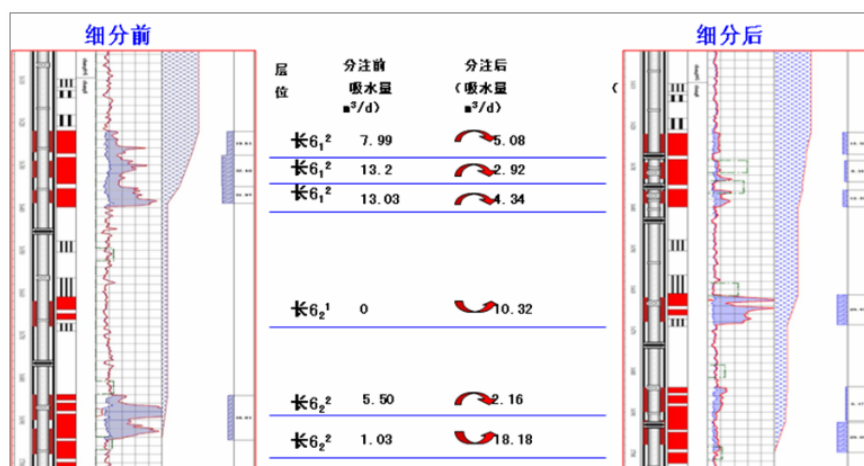 细分前
细分后
层 分注前 分注后
位 吸水量 （吸水量 （
m³/d） m³/d）
长6₁² 7.99 5.08
长6₁² 13.2 2.92
长6₁² 13.03 4.34
长6₂¹ 0 10.32
长6₂² 5.50 2.16
长6₂² 1.03 18.18